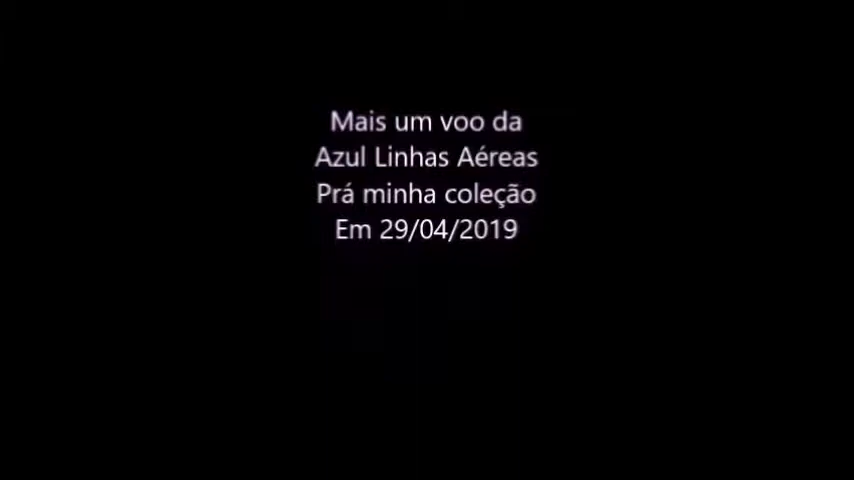 Mais um voo da
Azul Linhas Aéreas
Prá minha coleção
Em 29/04/2019